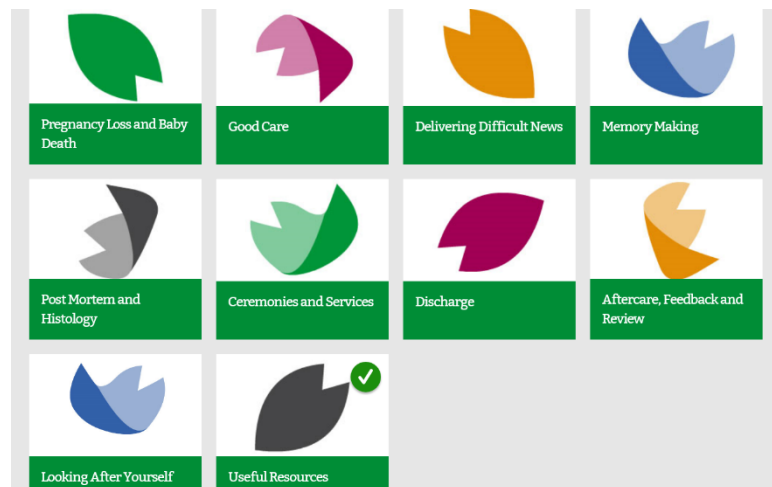 Pregnancy Loss and Baby
Death
Good Care
Delivering Difficult News
Memory Making
Post Mortem and
Histology
Ceremonies and Services
Discharge
Aftercare, Feedback and
Review
Looking After Yourself
Useful Resources